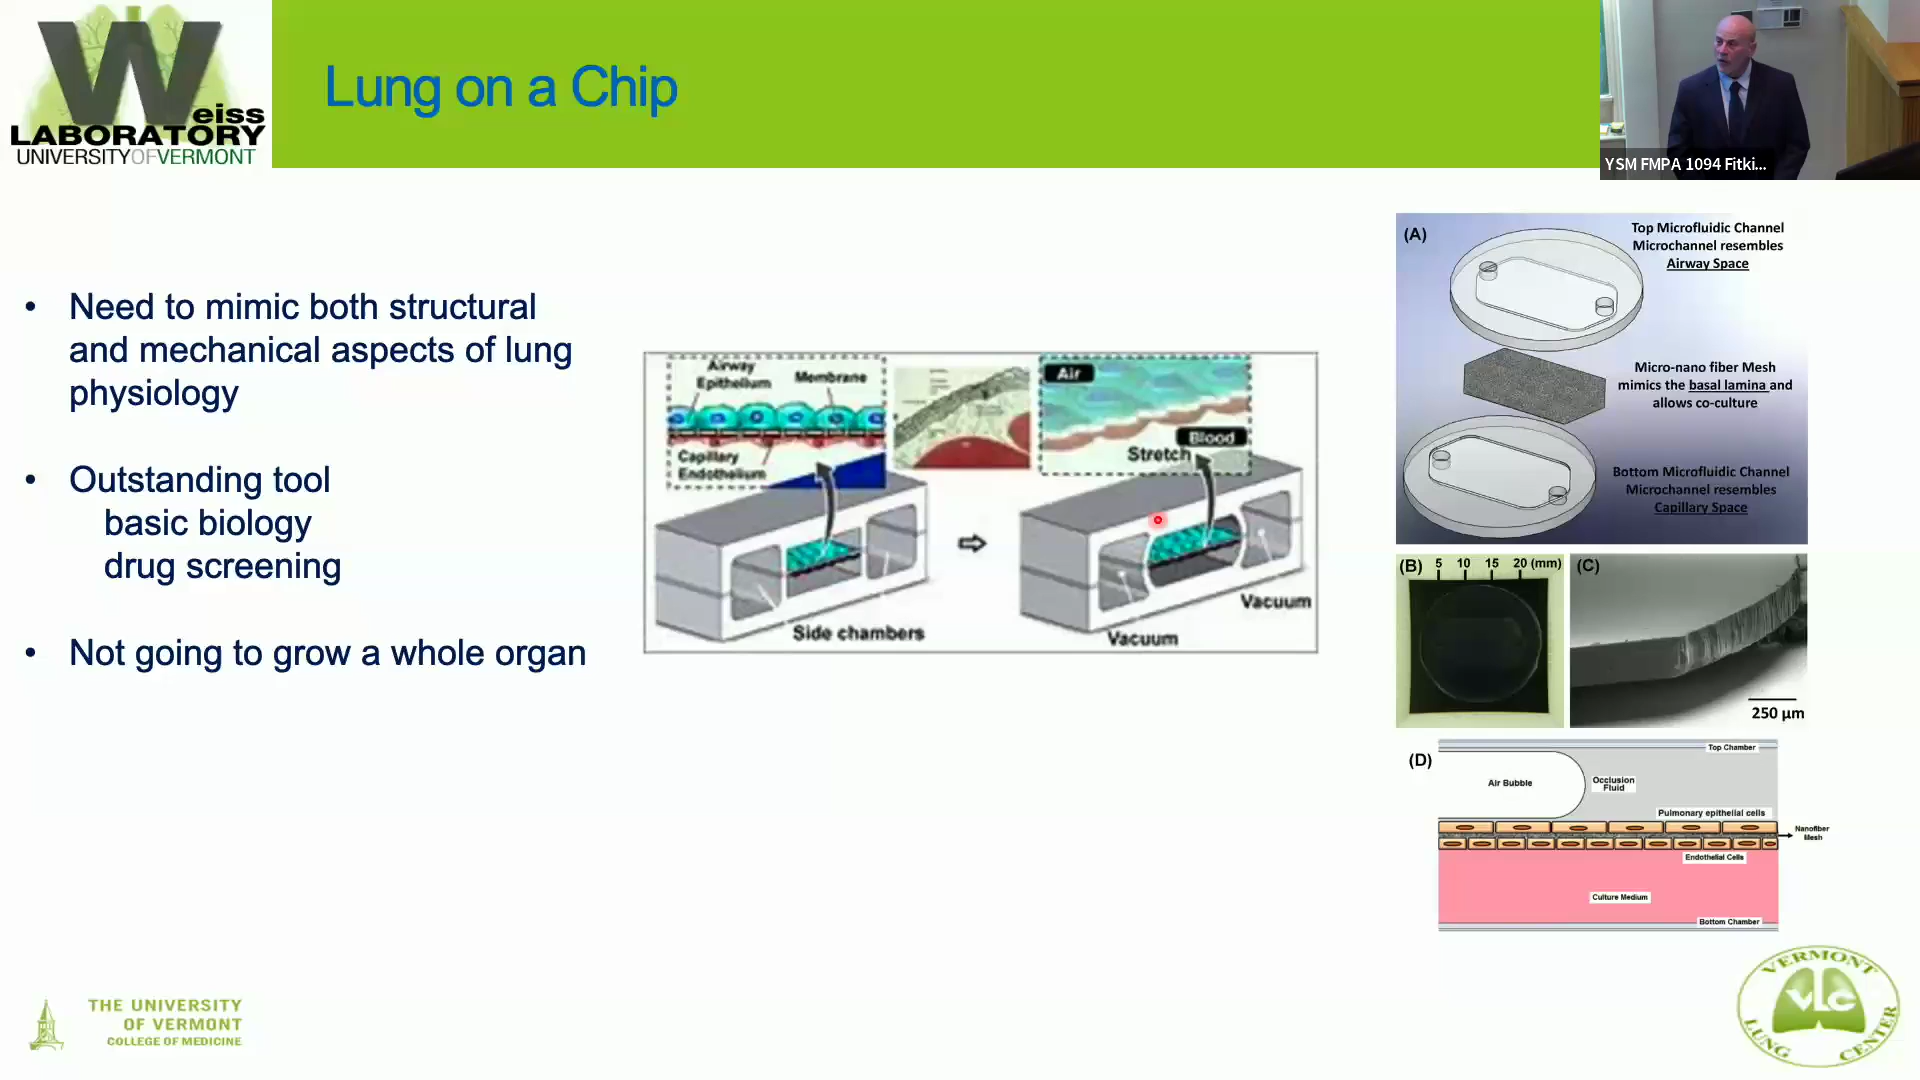 W
eiss
LABORATORY
UNIVERSITYOFVERMONT
Lung on a Chip
YSM FMPA 1094 Fitki...
• Need to mimic both structural
and mechanical aspects of lung
physiology
• Outstanding tool
basic biology
drug screening
• Not going to grow a whole organ
Airway
Epithelium
Membrane
Capillary
Endothelium
Air
Blood
Stretch
Side chambers
Vacuum
Vacuum
(A)
Top Microfluidic Channel
Microchannel resembles
Airway Space
Micro-nano fiber Mesh
mimics the basal lamina and
allows co-culture
Bottom Microfluidic Channel
Microchannel resembles
Capillary Space
(B)
5 10 15 20 (mm)
(C)
250 µm
(D)
Top Chamber
Air Bubble
Occlusion
Fluid
Pulmonary epithelial cells
Nanofiber
Mesh
Endothelial Cells
Culture Medium
Bottom Chamber
THE UNIVERSITY
OF VERMONT
COLLEGE OF MEDICINE
VERMONT
VLC
LUNG CENTER